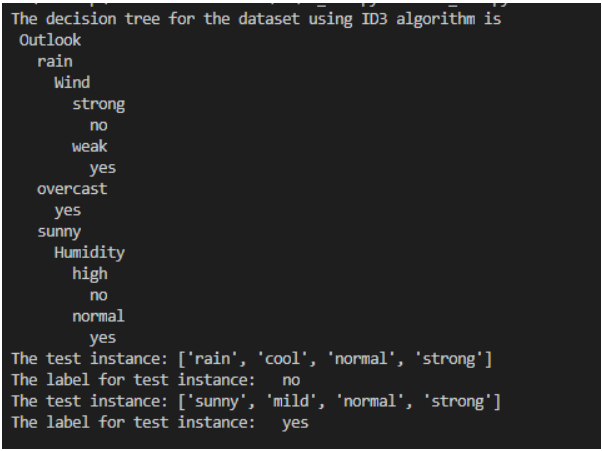 The decision tree for the dataset using ID3 algorithm is
Outlook
rain
Wind
strong
no
weak
yes
overcast
yes
sunny
Humidity
high
no
normal
yes
The test instance: ['rain', 'cool', 'normal', 'strong']
The label for test instance:   no
The test instance: ['sunny', 'mild', 'normal', 'strong']
The label for test instance:   yes